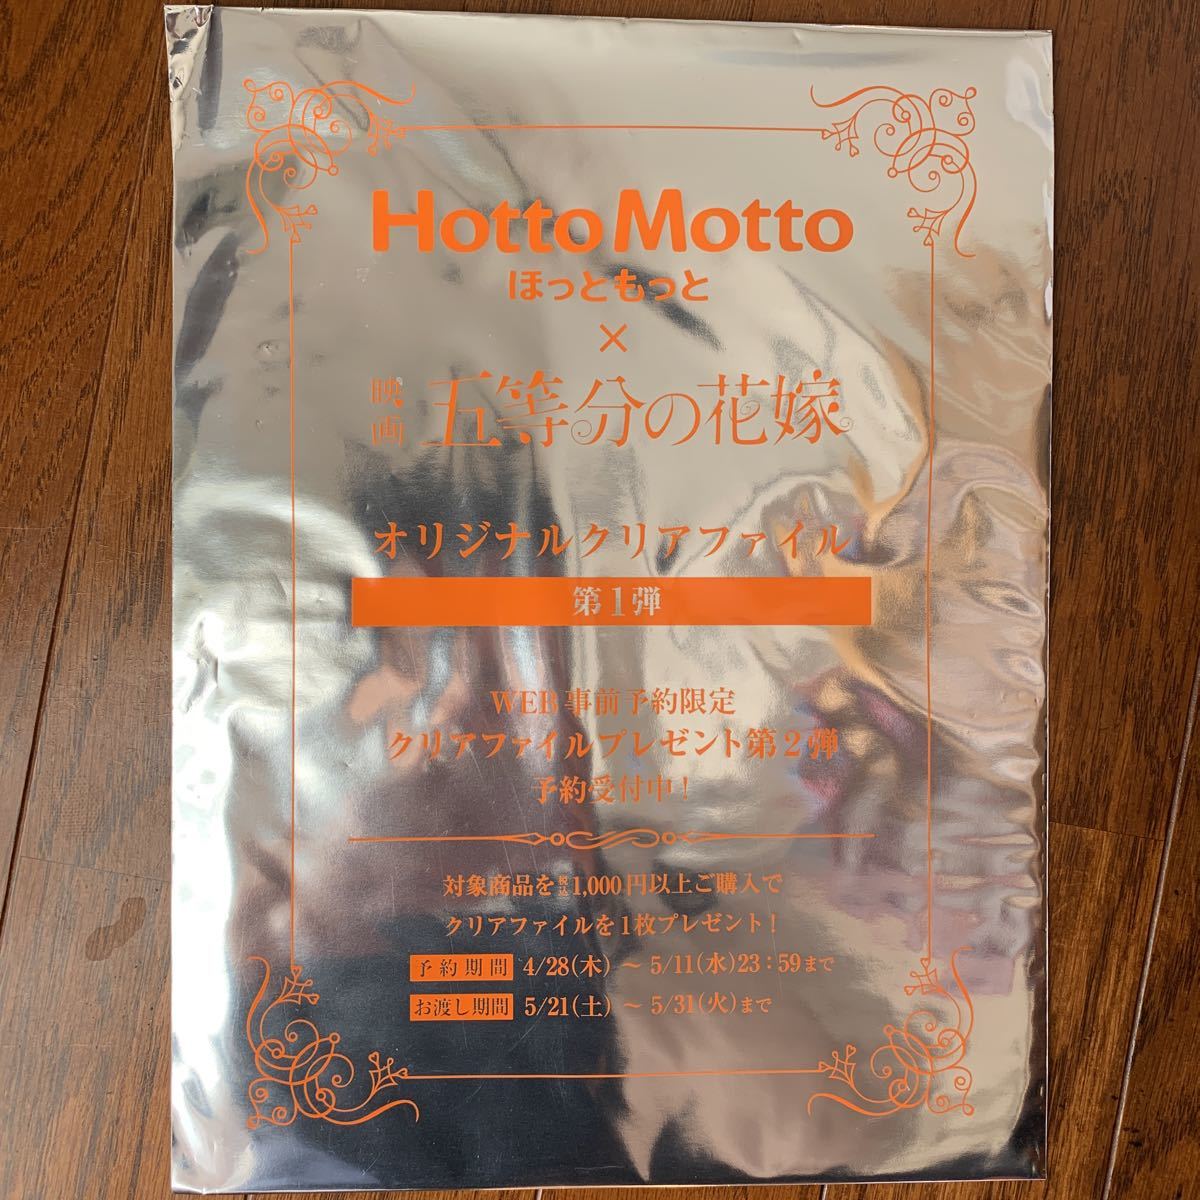 Hotto Motto
ほっともっと
×
映画 五等分の花嫁
オリジナルクリアファイル
第1弾
WEB事前予約限定
クリアファイルプレゼント第2弾
予約受付中!
対象商品を税込1,000円以上ご購入で
クリアファイルを1枚プレゼント!
予約期間 4/28(木) ～ 5/11(水)23:59まで
お渡し期間 5/21(土) ～ 5/31(火)まで